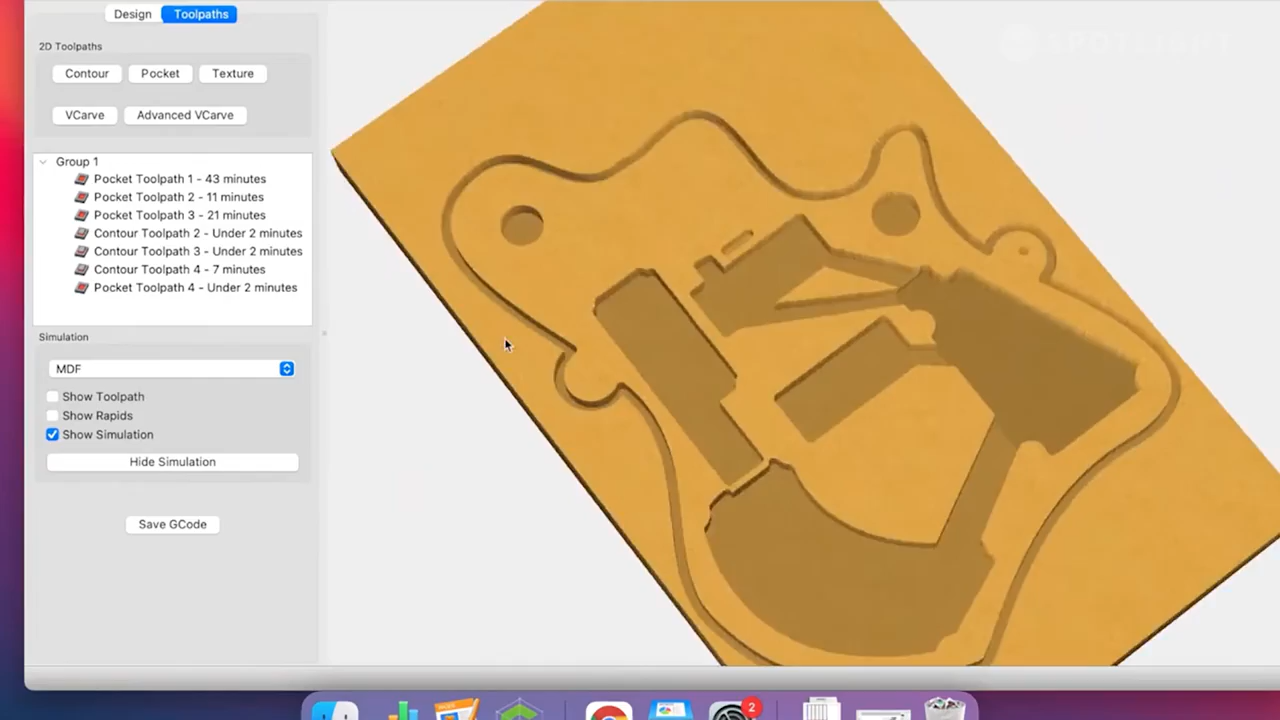 Design Toolpaths
2D Toolpaths
Contour Pocket Texture
VCarve Advanced VCarve
Group 1
Pocket Toolpath 1 - 43 minutes
Pocket Toolpath 2 - 11 minutes
Pocket Toolpath 3 - 21 minutes
Contour Toolpath 2 - Under 2 minutes
Contour Toolpath 3 - Under 2 minutes
Contour Toolpath 4 - 7 minutes
Pocket Toolpath 4 - Under 2 minutes
Simulation
MDF
Show Toolpath
Show Rapids
Show Simulation
Hide Simulation
Save GCode
SPOTLIGHT
2